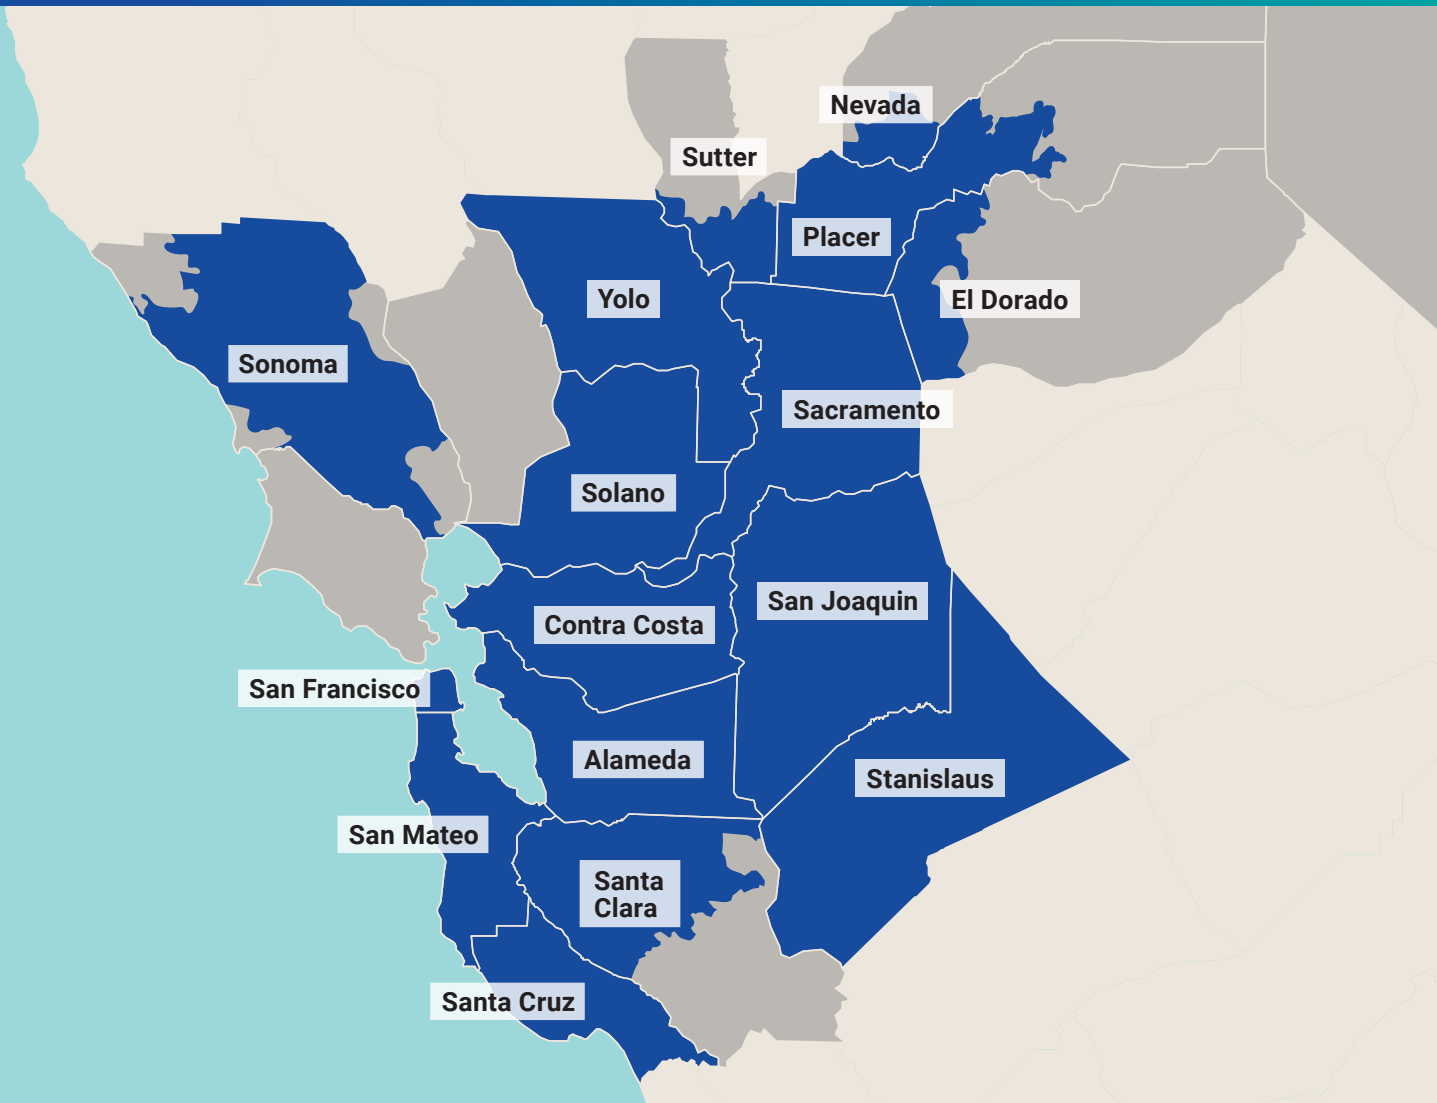 Nevada
Sutter
Placer
Yolo
El Dorado
Sonoma
Sacramento
Solano
San Joaquin
Contra Costa
San Francisco
Alameda
Stanislaus
San Mateo
Santa
Clara
Santa Cruz